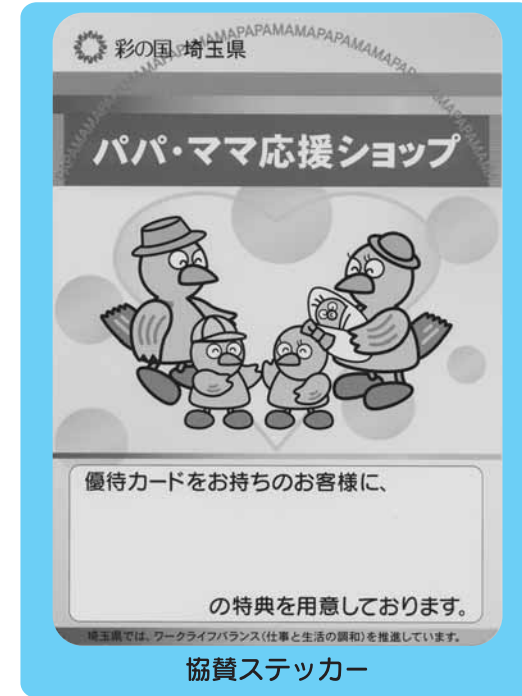 彩の国 埼玉県
PAPAMAMAPAPAMAMAPAPAMAMAPAPAMAMA
パパ・ママ応援ショップ
優待カードをお持ちのお客様に、
の特典を用意しております。
埼玉県では、ワークライフバランス(仕事と生活の調和)を推進しています。
協賛ステッカー